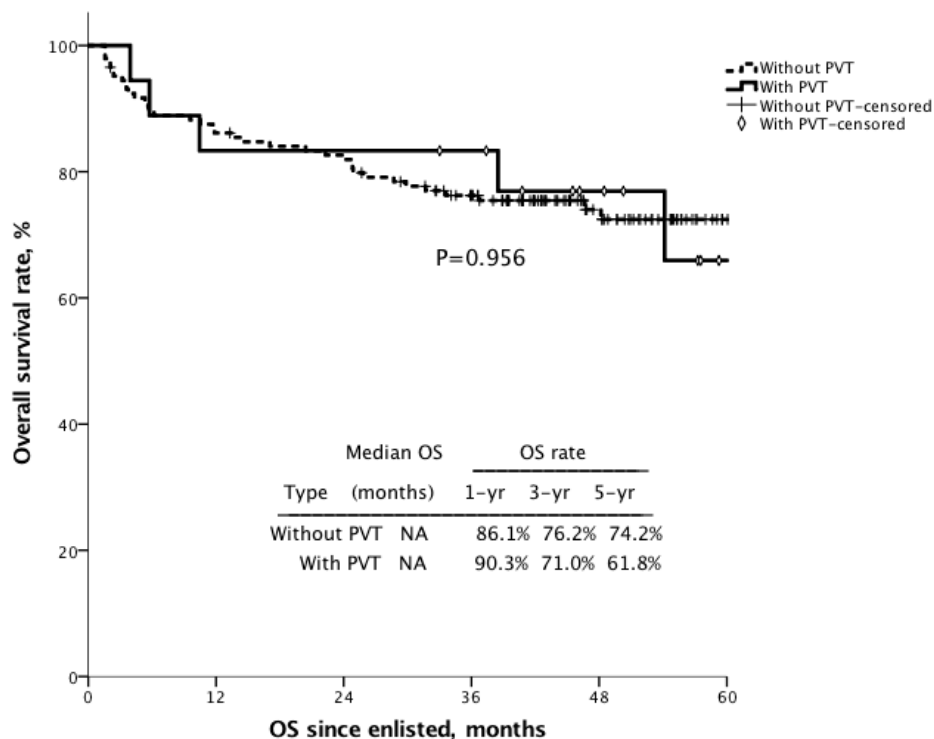 100
80
60
40
20
0
Overall survival rate, %
Without PVT
With PVT
Without PVT-censored
With PVT-censored
P=0.956
Median OS OS rate
Type (months) 1-yr 3-yr 5-yr
Without PVT NA 86.1% 76.2% 74.2%
With PVT NA 90.3% 71.0% 61.8%
0 12 24 36 48 60
OS since enlisted, months